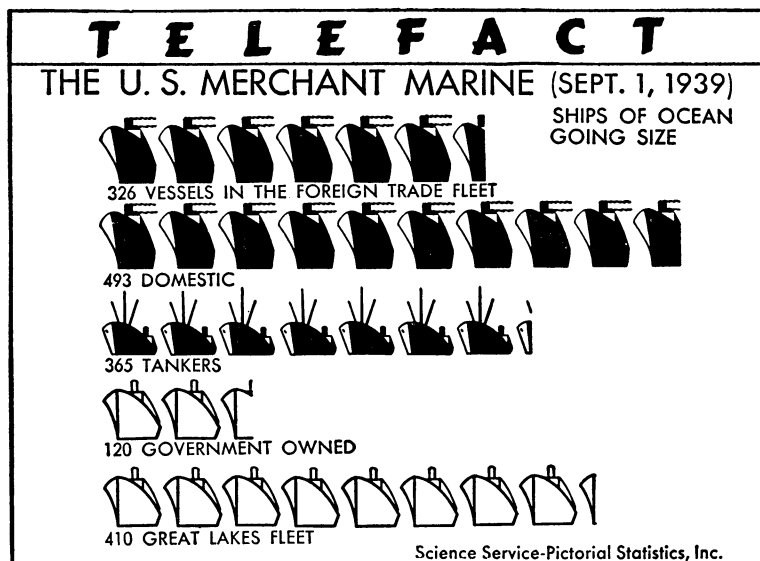 TELEFACT
THE U.S. MERCHANT MARINE (SEPT. 1, 1939)
SHIPS OF OCEAN
GOING SIZE
326 VESSELS IN THE FOREIGN TRADE FLEET
493 DOMESTIC
365 TANKERS
120 GOVERNMENT OWNED
410 GREAT LAKES FLEET
Science Service-Pictorial Statistics, Inc.